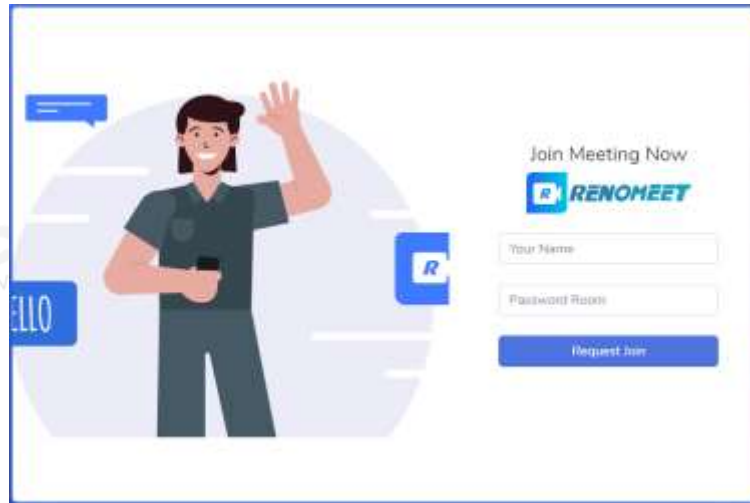 Join Meeting Now
R RENOMEET
Your Name
R
Password Room
ELLO
Request Join